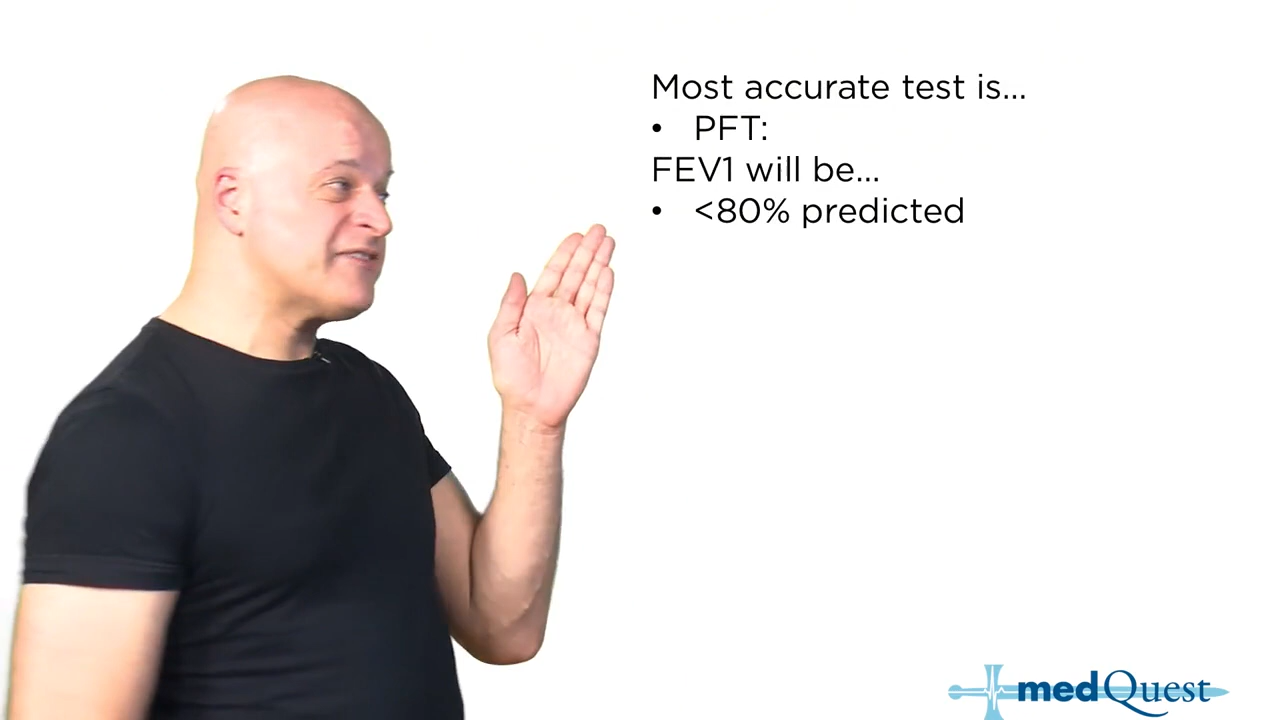 Most accurate test is...
• PFT:
FEV1 will be...
• <80% predicted
medQuest